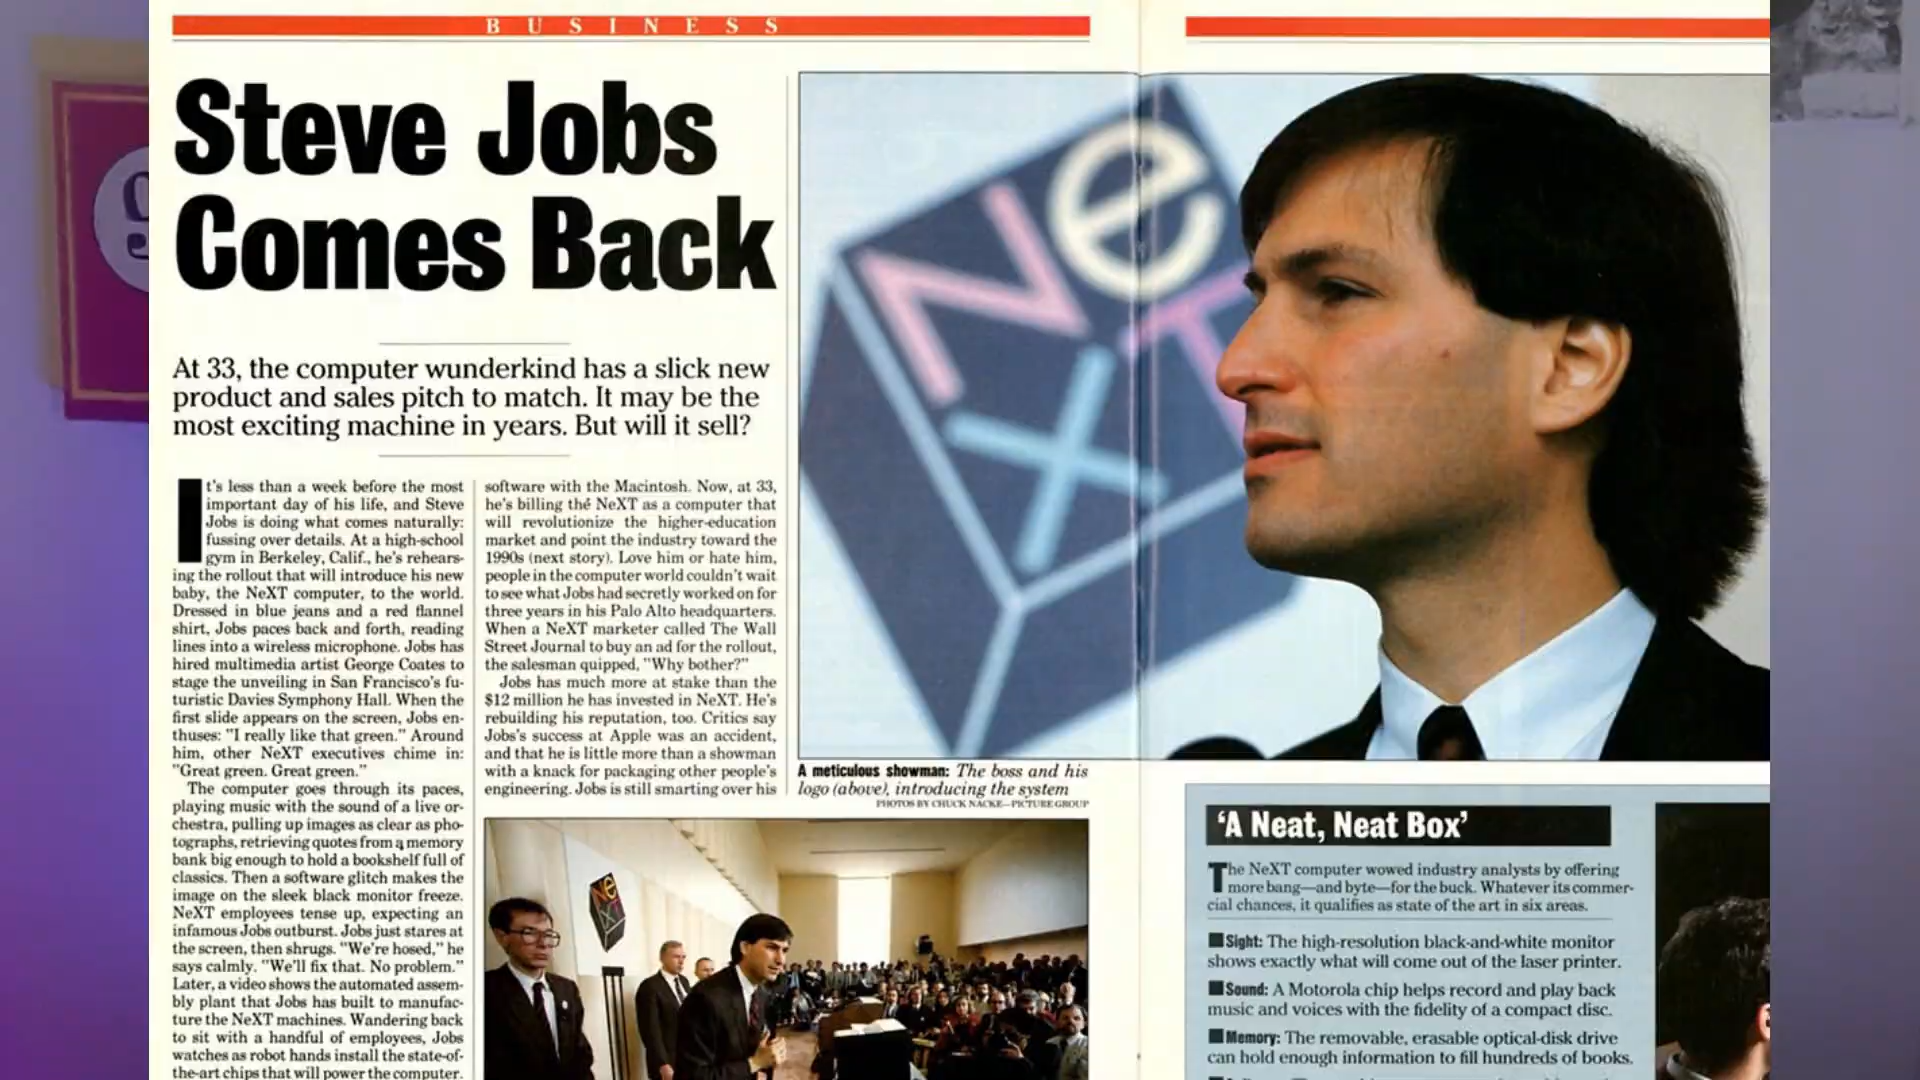 BUSINESS
Steve Jobs
Comes Back
At 33, the computer wunderkind has a slick new
product and sales pitch to match. It may be the
most exciting machine in years. But will it sell?
It's less than a week before the most
important day of his life, and Steve
Jobs is doing what comes naturally:
fussing over details. At a high-school
gym in Berkeley, Calif., he's rehears-
ing the rollout that will introduce his new
baby, the NeXT computer, to the world.
Dressed in blue jeans and a red flannel
shirt, Jobs paces back and forth, reading
lines into a wireless microphone. Jobs has
hired multimedia artist George Coates to
stage the unveiling in San Francisco's fu-
turistic Davies Symphony Hall. When the
first slide appears on the screen, Jobs en-
thuses: "I really like that green." Around
him, other NeXT executives chime in:
"Great green. Great green."
The computer goes through its paces,
playing music with the sound of a live or-
chestra, pulling up images as clear as pho-
tographs, retrieving quotes from a memory
bank big enough to hold a bookshelf full of
classics. Then a software glitch makes the
image on the sleek black monitor freeze.
NeXT employees tense up, expecting an
infamous Jobs outburst. Jobs just stares at
the screen, then shrugs. "We're hosed," he
says calmly. "We'll fix that. No problem."
Later, a video shows the automated assem-
bly plant that Jobs has built to manufac-
ture the NeXT machines. Wandering back
to sit with a handful of employees, Jobs
watches as robot hands install the state-of-
the-art chips that will power the computer.
software with the Macintosh. Now, at 33,
he's billing the NeXT as a computer that
will revolutionize the higher-education
market and point the industry toward the
1990s (next story). Love him or hate him,
people in the computer world couldn't wait
to see what Jobs had secretly worked on for
three years in his Palo Alto headquarters.
When a NeXT marketer called The Wall
Street Journal to buy an ad for the rollout,
the salesman quipped, "Why bother?"
Jobs has much more at stake than the
$12 million he has invested in NeXT. He's
rebuilding his reputation, too. Critics say
Jobs's success at Apple was an accident,
and that he is little more than a showman
with a knack for packaging other people's
engineering. Jobs is still smarting over his
NeXT
A meticulous showman: The boss and his
logo (above), introducing the system
PHOTOS BY CHUCK NACKE—PICTURE GROUP
NeXT
'A Neat, Neat Box'
The NeXT computer wowed industry analysts by offering
more bang—and byte—for the buck. Whatever its commer-
cial chances, it qualifies as state of the art in six areas.
■Sight: The high-resolution black-and-white monitor
shows exactly what will come out of the laser printer.
■Sound: A Motorola chip helps record and play back
music and voices with the fidelity of a compact disc.
■Memory: The removable, erasable optical-disk drive
can hold enough information to fill hundreds of books.